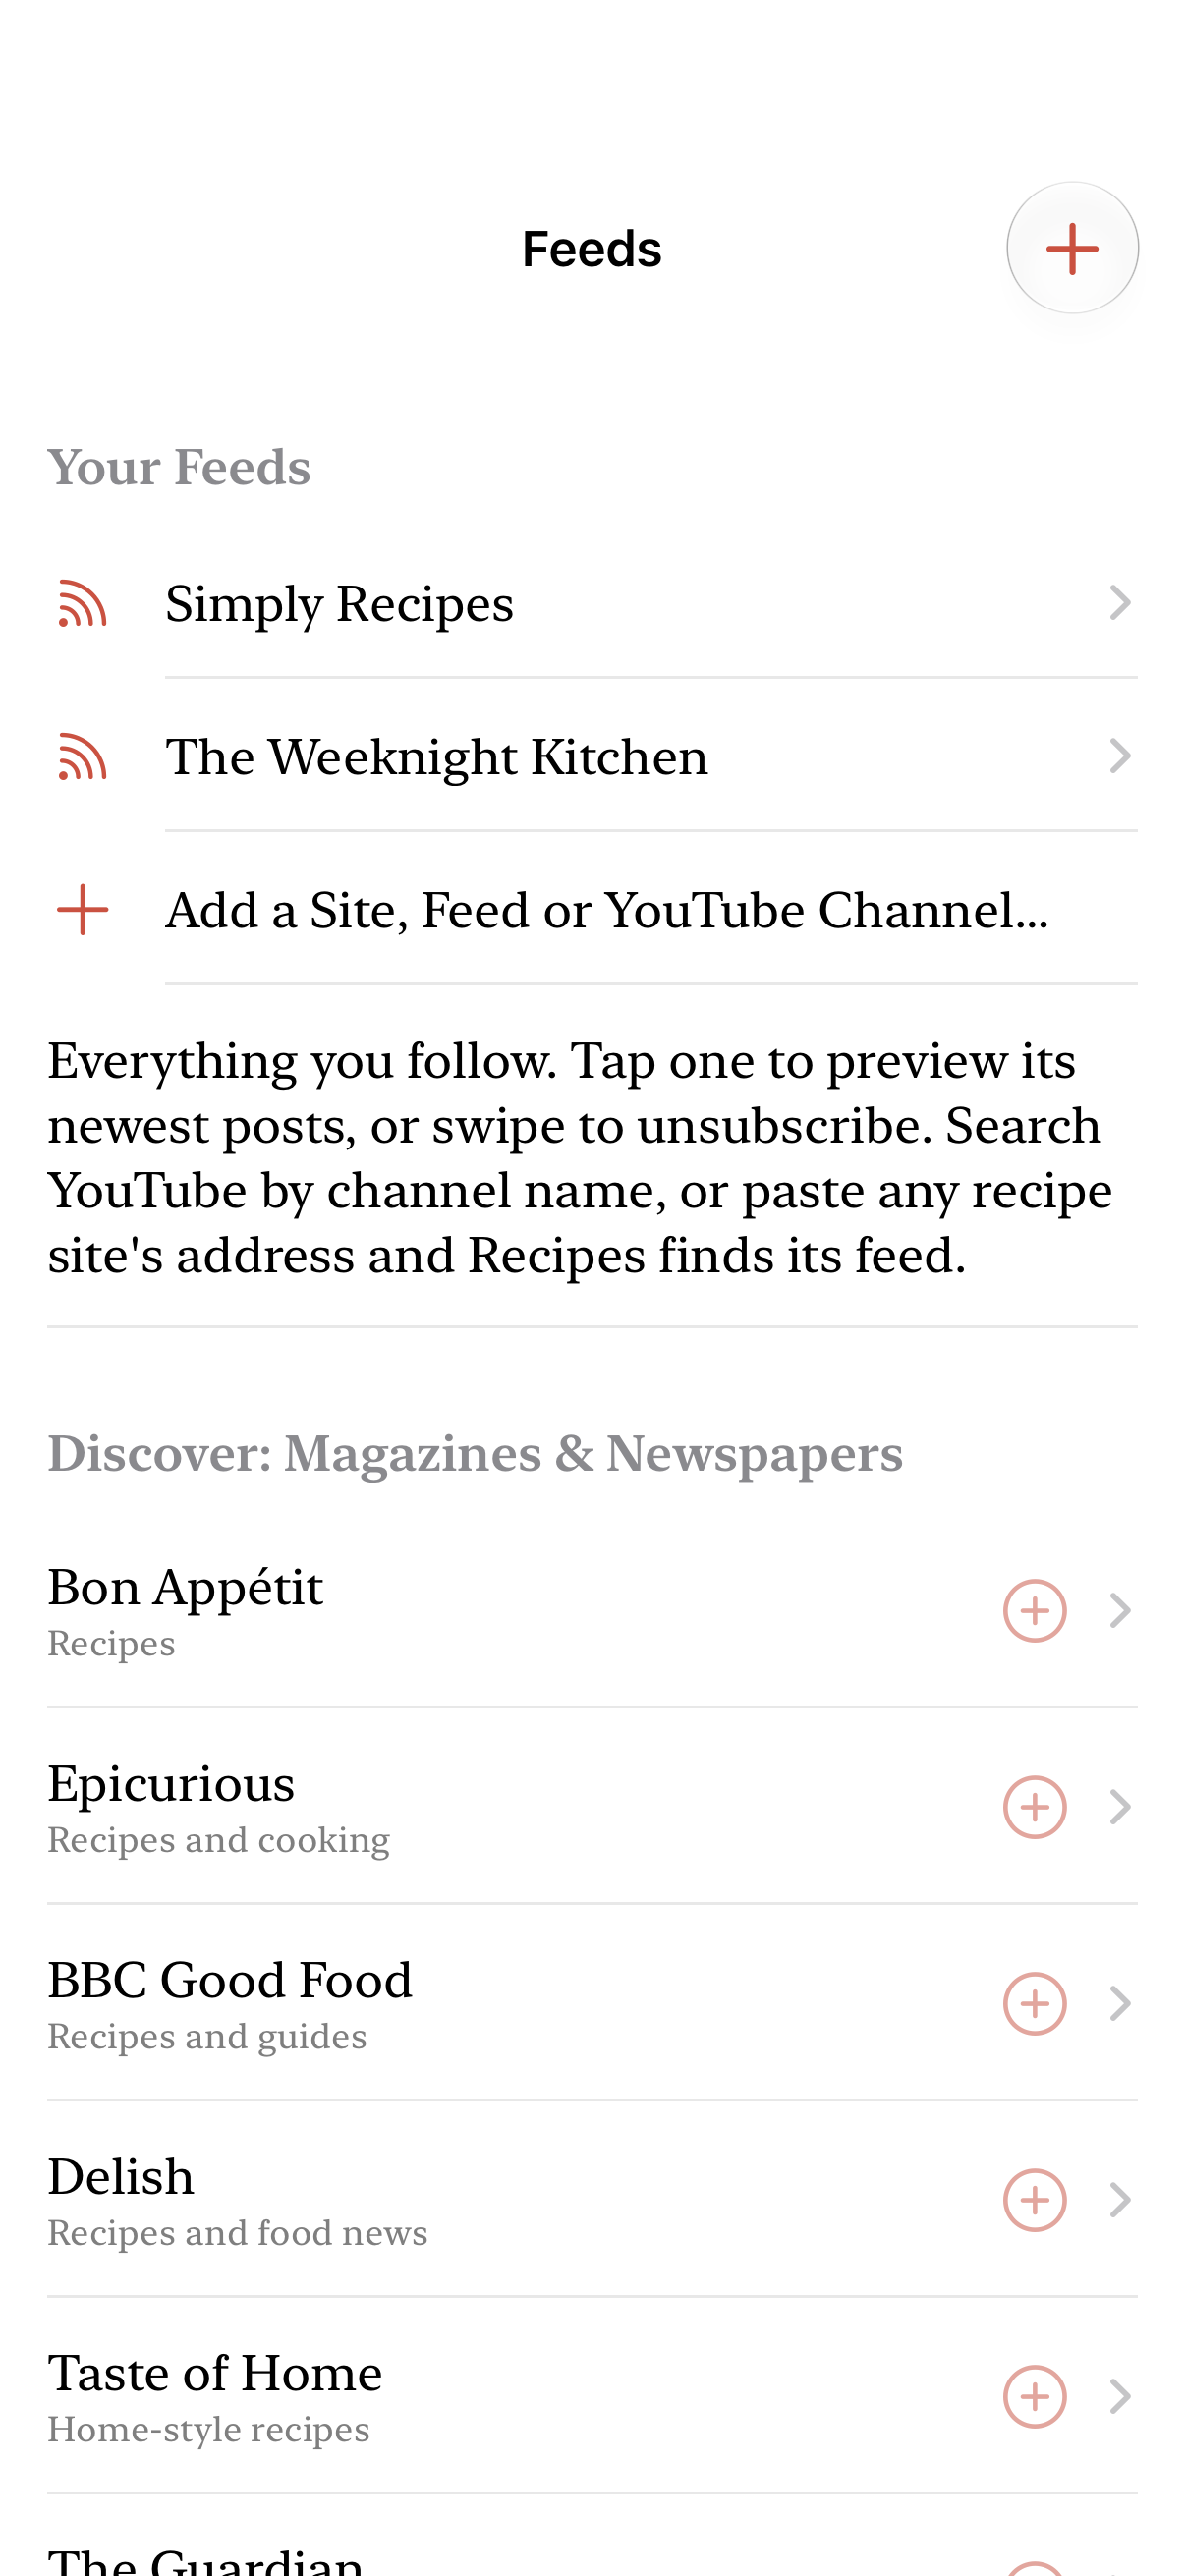 Feeds
Your Feeds
Simply Recipes
The Weeknight Kitchen
Add a Site, Feed or YouTube Channel...
Everything you follow. Tap one to preview its
newest posts, or swipe to unsubscribe. Search
YouTube by channel name, or paste any recipe
site's address and Recipes finds its feed.
Discover: Magazines & Newspapers
Bon Appétit
Recipes
Epicurious
Recipes and cooking
BBC Good Food
Recipes and guides
Delish
Recipes and food news
Taste of Home
Home-style recipes
The Guardian